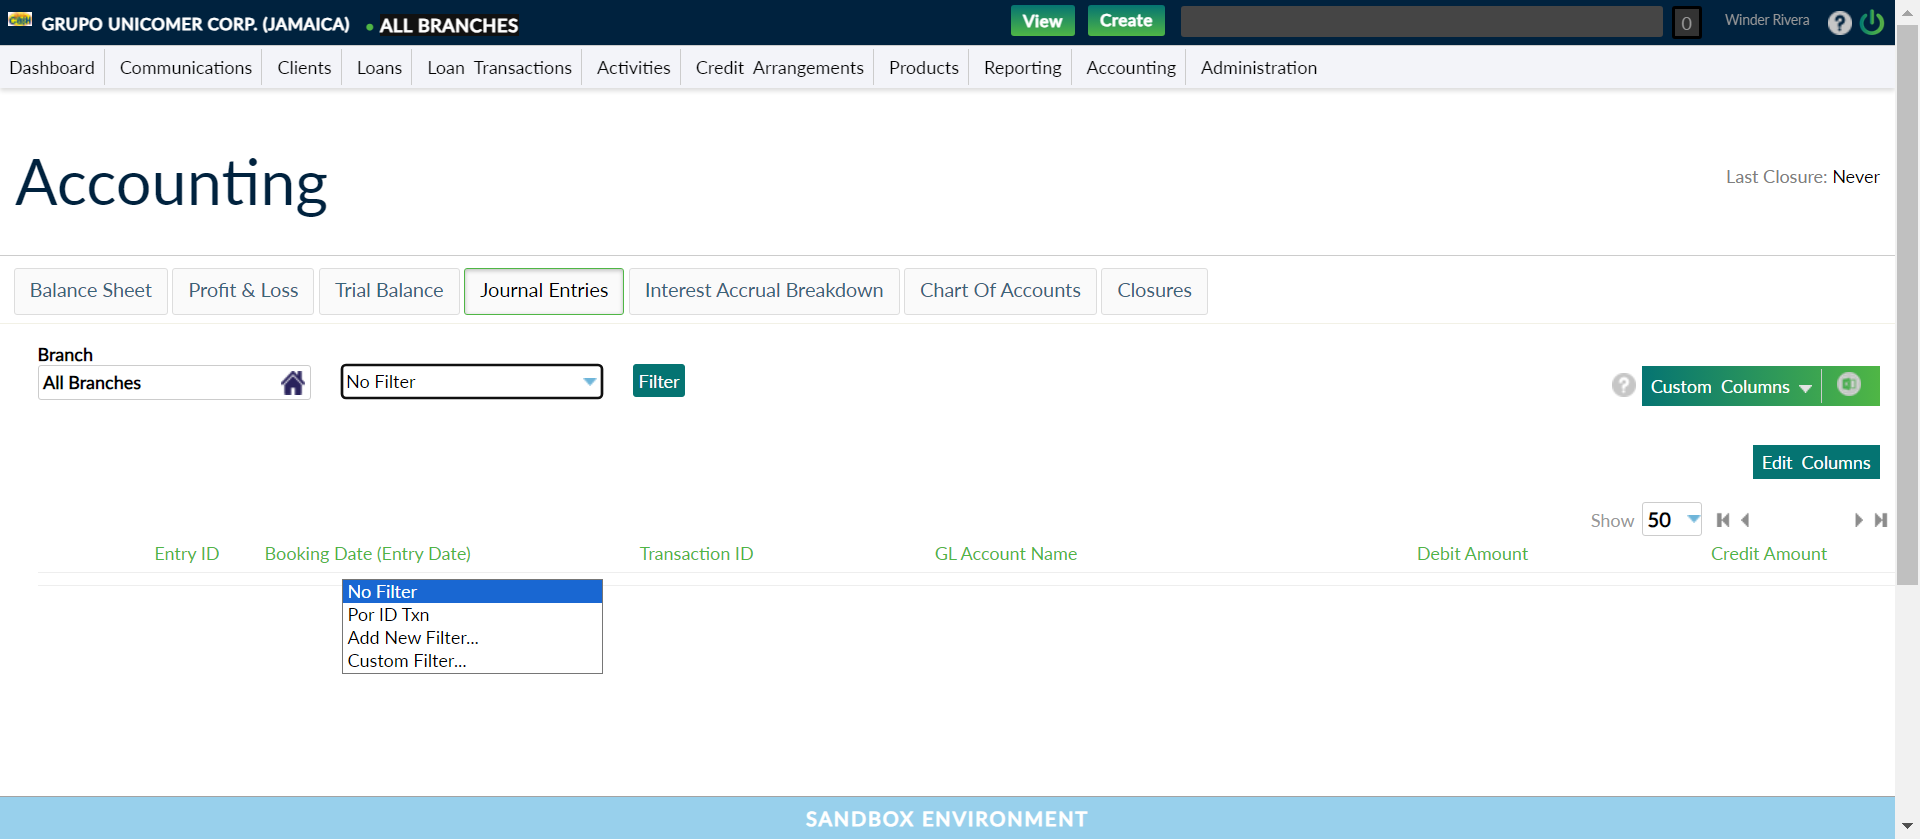 GRUPO UNICOMER CORP. (JAMAICA) • ALL BRANCHES View Create 0 Winder Rivera ?
Dashboard Communications Clients Loans Loan Transactions Activities Credit Arrangements Products Reporting Accounting Administration
Accounting
Last Closure: Never
Balance Sheet Profit & Loss Trial Balance Journal Entries Interest Accrual Breakdown Chart Of Accounts Closures
Branch
All Branches No Filter Filter ? Custom Columns
Edit Columns
Show 50
Entry ID Booking Date (Entry Date) Transaction ID GL Account Name Debit Amount Credit Amount
No Filter
Por ID Txn
Add New Filter...
Custom Filter...
SANDBOX ENVIRONMENT